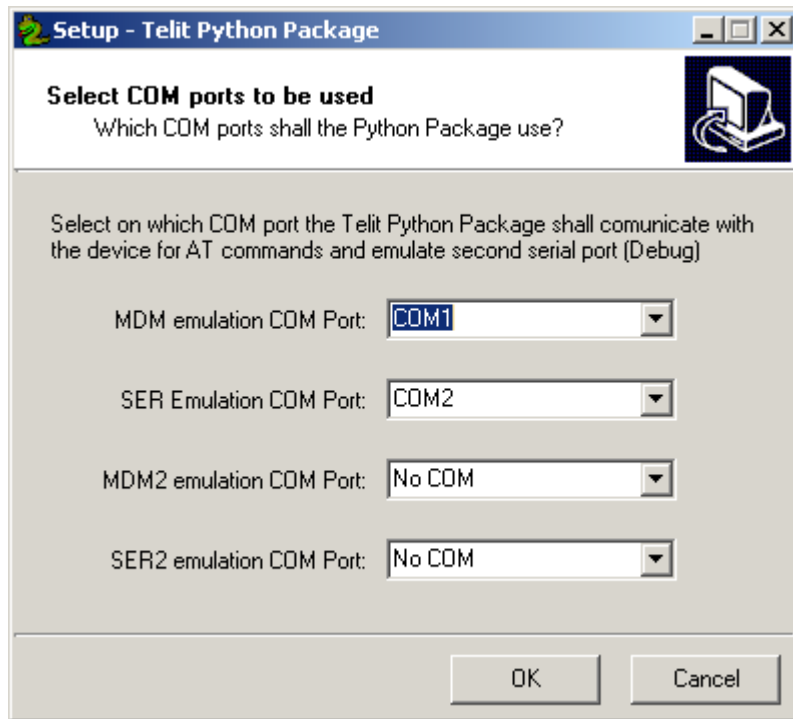 Setup - Telit Python Package
Select COM ports to be used
Which COM ports shall the Python Package use?
Select on which COM port the Telit Python Package shall comunicate with
the device for AT commands and emulate second serial port (Debug)
MDM emulation COM Port: COM1
SER Emulation COM Port: COM2
MDM2 emulation COM Port: No COM
SER2 emulation COM Port: No COM
OK Cancel